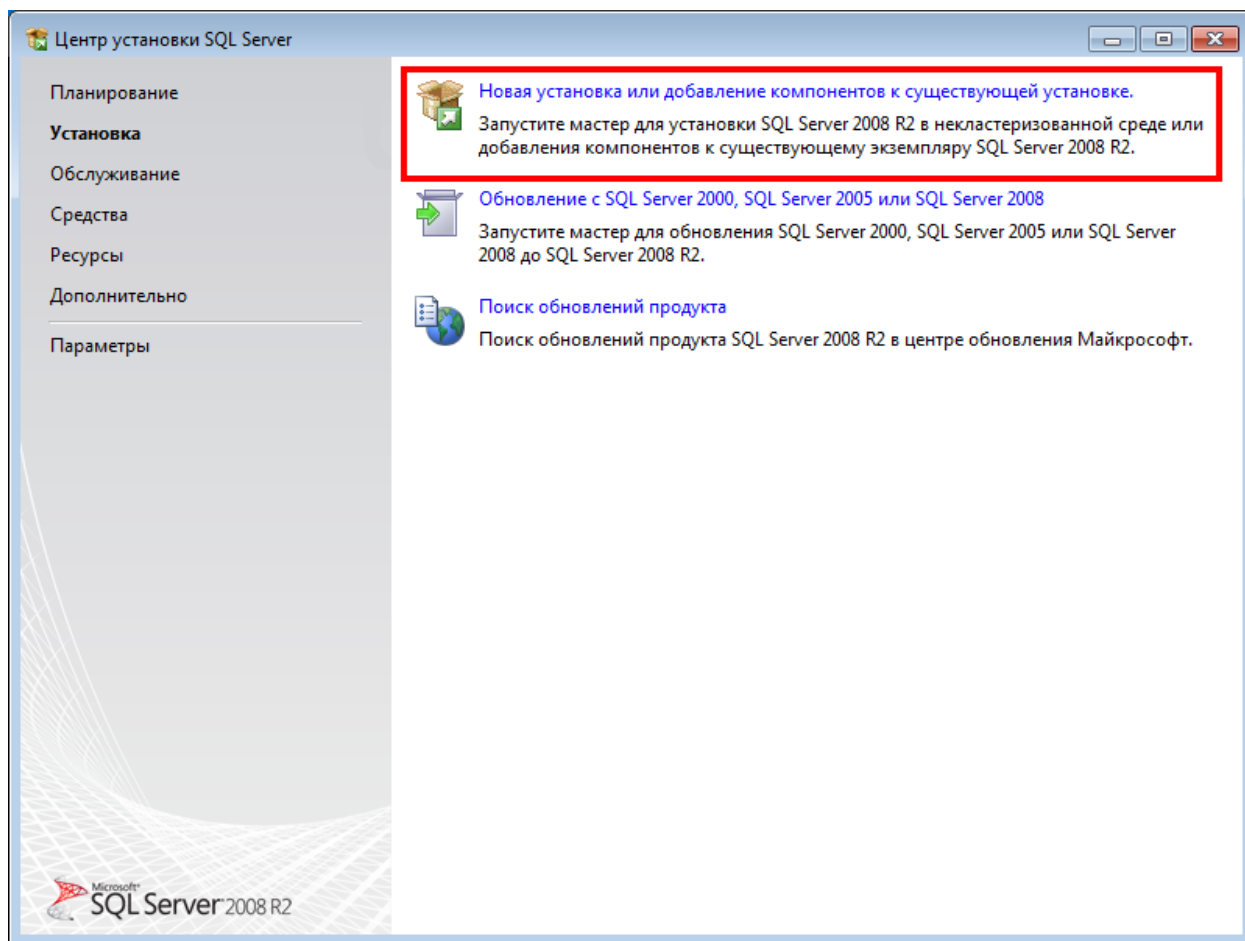 Центр установки SQL Server
Планирование
Установка
Обслуживание
Средства
Ресурсы
Дополнительно
Параметры
Новая установка или добавление компонентов к существующей установке.
Запустите мастер для установки SQL Server 2008 R2 в некластеризованной среде или
добавления компонентов к существующему экземпляру SQL Server 2008 R2.
Обновление с SQL Server 2000, SQL Server 2005 или SQL Server 2008
Запустите мастер для обновления SQL Server 2000, SQL Server 2005 или SQL Server
2008 до SQL Server 2008 R2.
Поиск обновлений продукта
Поиск обновлений продукта SQL Server 2008 R2 в центре обновления Майкрософт.
Microsoft®
SQL Server® 2008 R2